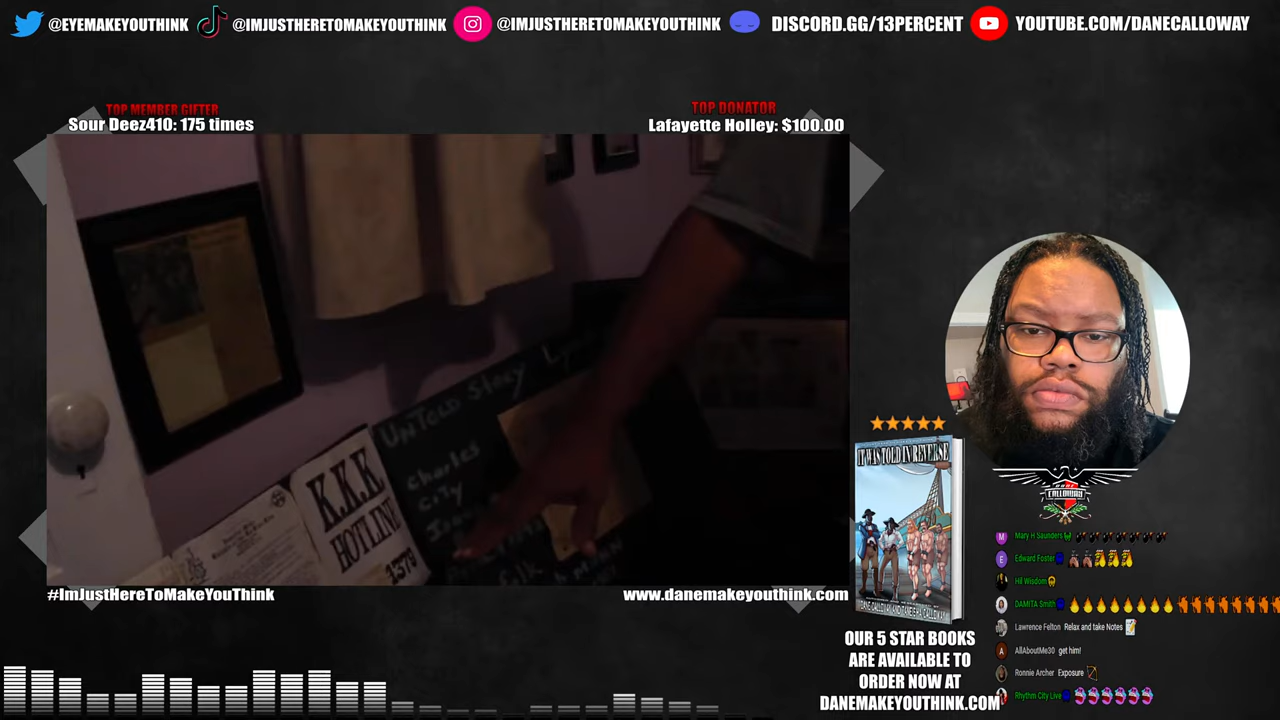 @EYEMAKEYOUTHINK
@IMJUSTHERETOMAKEYOUTHINK
@IMJUSTHERETOMAKEYOUTHINK
DISCORD.GG/13PERCENT
YOUTUBE.COM/DANECALLOWAY
TOP MEMBER GIFTER
Sour Deez410: 175 times
TOP DONATOR
Lafayette Holley: $100.00
UNTOLD STORY
Charles
City
K.K.K
HOTLINE
#ImJustHereToMakeYouThink
www.danemakeyouthink.com
IT WAS TOLD IN REVERSE
OUR 5 STAR BOOKS
ARE AVAILABLE TO
ORDER NOW AT
DANEMAKEYOUTHINK.COM
CALLOWAY
M Mary H Saunders
E Edward Foster
Hil Wisdom
DAMITA Smith
Lawrence Felton Relax and take Notes
A AllAboutMe30 get him!
Ronnie Archer Exposure
Rhythm City Live